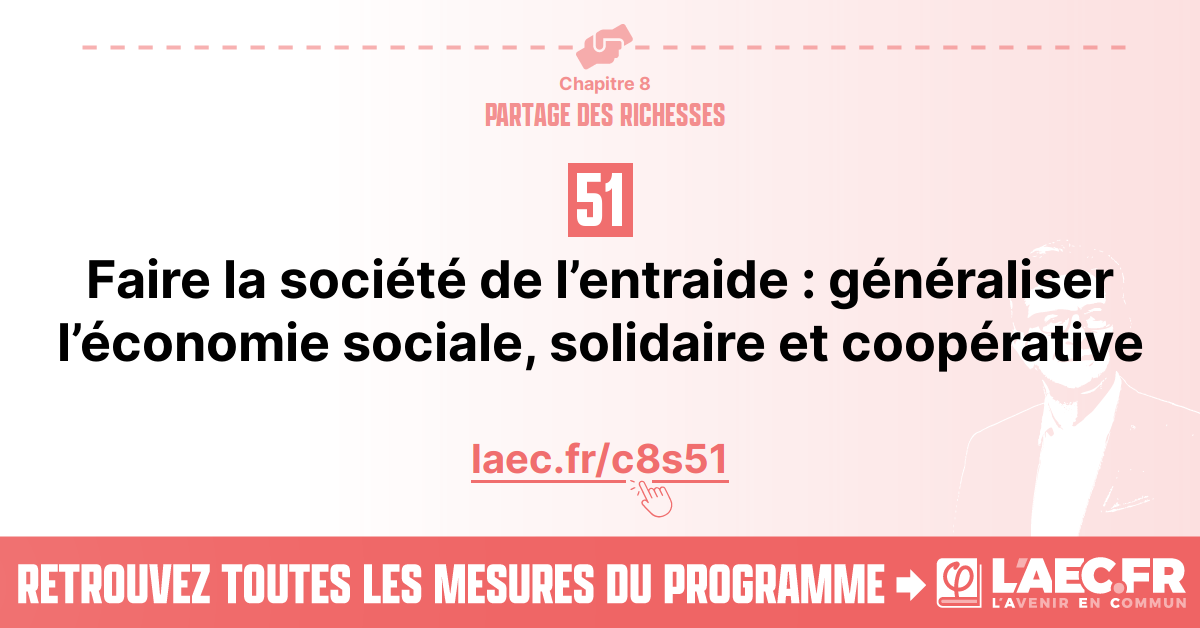 Chapitre 8
PARTAGE DES RICHESSES
51
Faire la société de l’entraide : généraliser
l’économie sociale, solidaire et coopérative
laec.fr/c8s51
RETROUVEZ TOUTES LES MESURES DU PROGRAMME
φ L'AEC.FR
L'AVENIR EN COMMUN